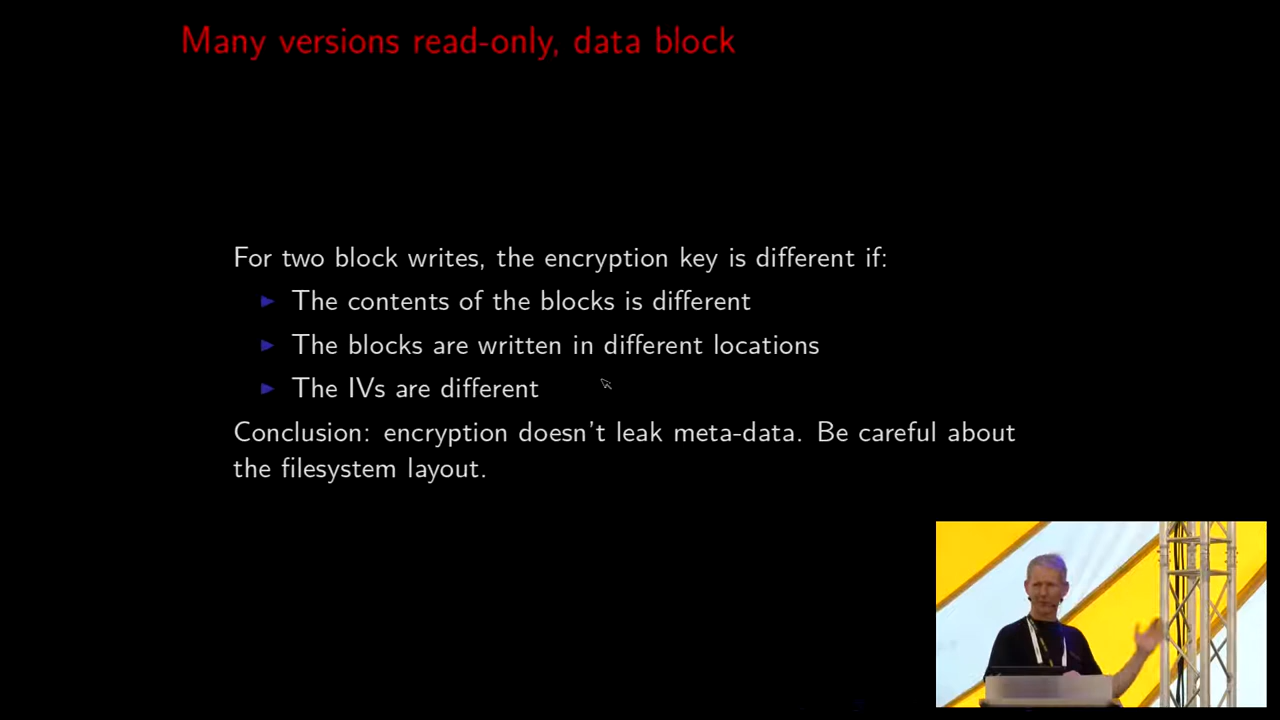 Many versions read-only, data block
For two block writes, the encryption key is different if:
The contents of the blocks is different
The blocks are written in different locations
The IVs are different
Conclusion: encryption doesn't leak meta-data. Be careful about
the filesystem layout.